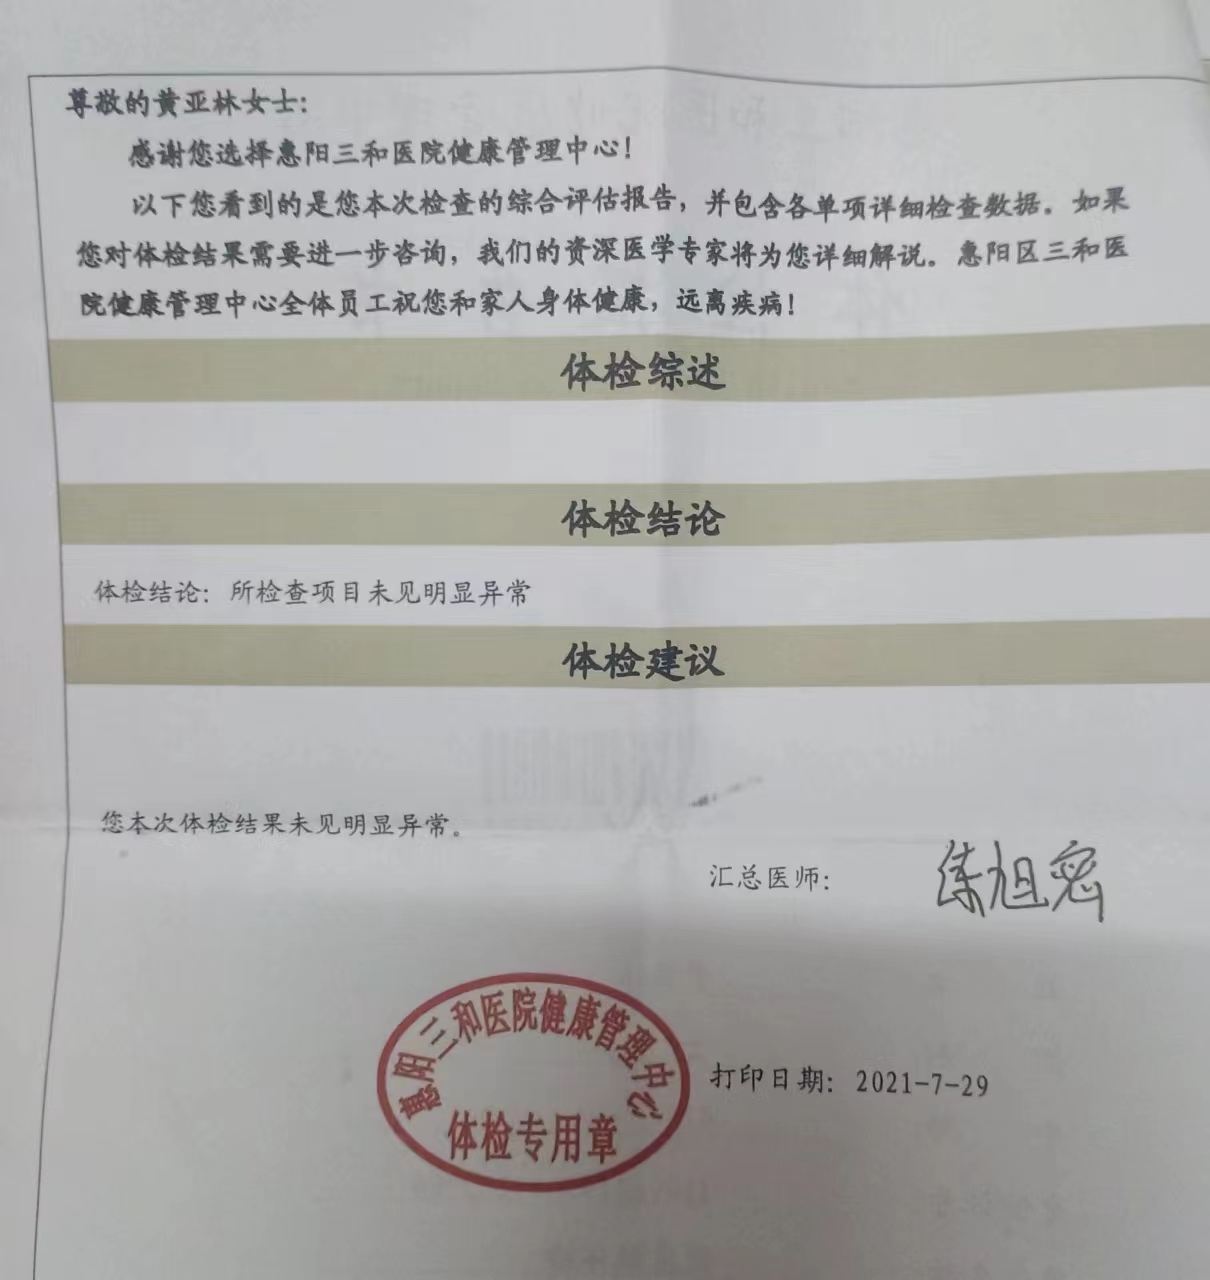 尊敬的黄亚林女士：
感谢您选择惠阳三和医院健康管理中心！
以下您看到的是您本次检查的综合评估报告，并包含各单项详细检查数据。如果
您对体检结果需要进一步咨询，我们的资深医学专家将为您详细解说。惠阳区三和医
院健康管理中心全体员工祝您和家人身体健康，远离疾病！
体检综述
体检结论
体检结论：所检查项目未见明显异常
体检建议
您本次体检结果未见明显异常。
汇总医师：
惠阳三和医院健康管理中心
体检专用章
打印日期：2021-7-29